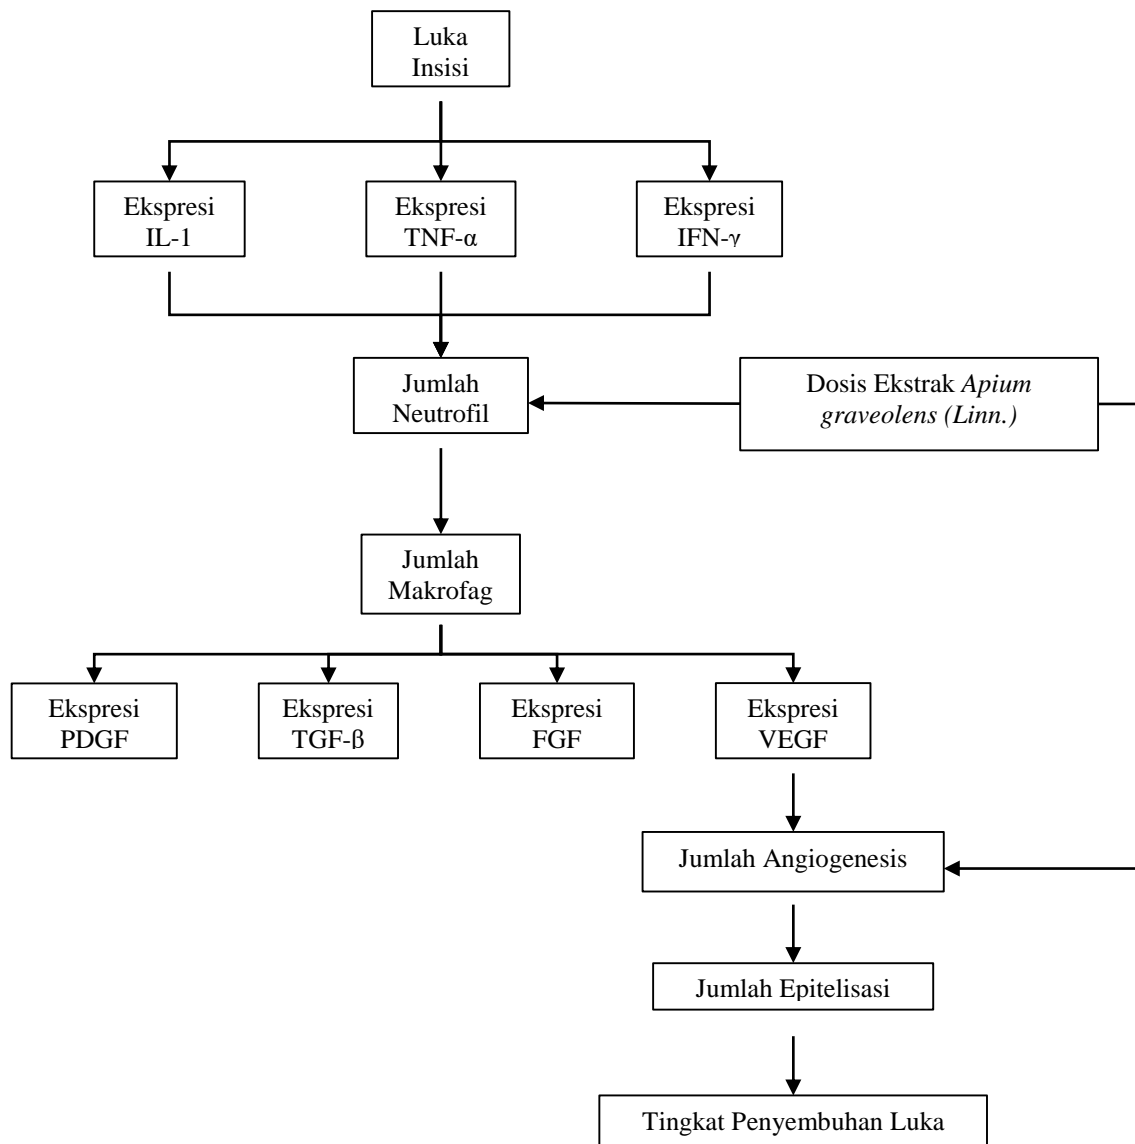 Luka
Insisi
Ekspresi
IL-1
Ekspresi
TNF-α
Ekspresi
IFN-γ
Jumlah
Neutrofil
Dosis Ekstrak Apium
graveolens (Linn.)
Jumlah
Makrofag
Ekspresi
PDGF
Ekspresi
TGF-β
Ekspresi
FGF
Ekspresi
VEGF
Jumlah Angiogenesis
Jumlah Epitelisasi
Tingkat Penyembuhan Luka